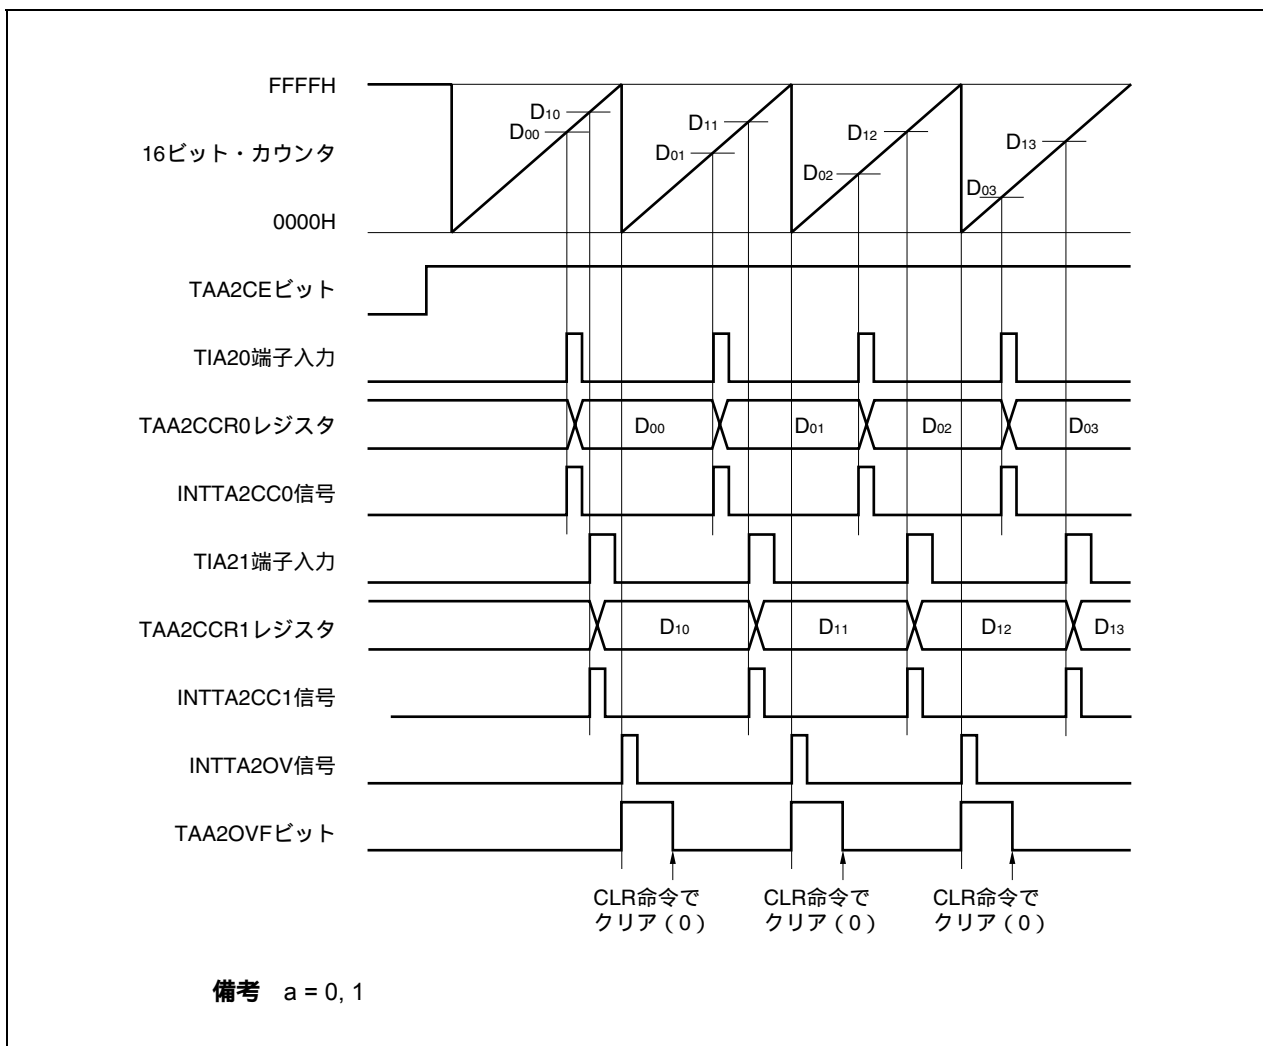 FFFFH
D10
D00
D11
D01
D12
D02
D13
D03
16ビット・カウンタ
0000H
TAA2CEビット
TIA20端子入力
TAA2CCR0レジスタ
D00
D01
D02
D03
INTTA2CC0信号
TIA21端子入力
TAA2CCR1レジスタ
D10
D11
D12
D13
INTTA2CC1信号
INTTA2OV信号
TAA2OVFビット
CLR命令で
クリア(0)
CLR命令で
クリア(0)
CLR命令で
クリア(0)
備考 a = 0, 1